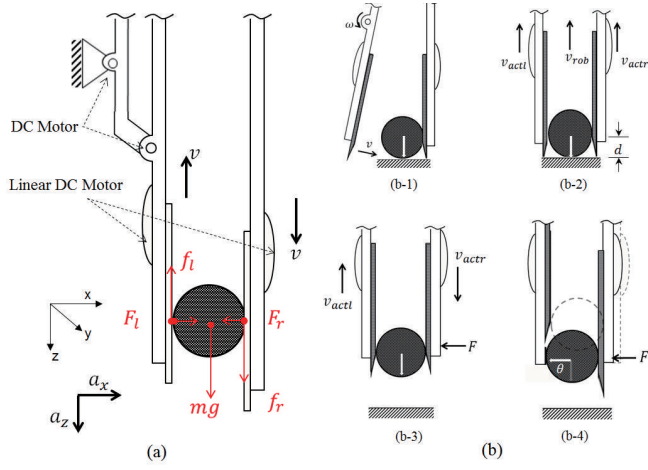 DC Motor
Linear DC Motor
v
v
f_l
F_l
F_r
mg
f_r
x
y
z
a_x
a_z
(a)
ω
v
(b-1)
v_actl
v_rob
v_actr
d
(b-2)
v_actl
v_actr
F
(b-3)
θ
F
(b-4)
(b)